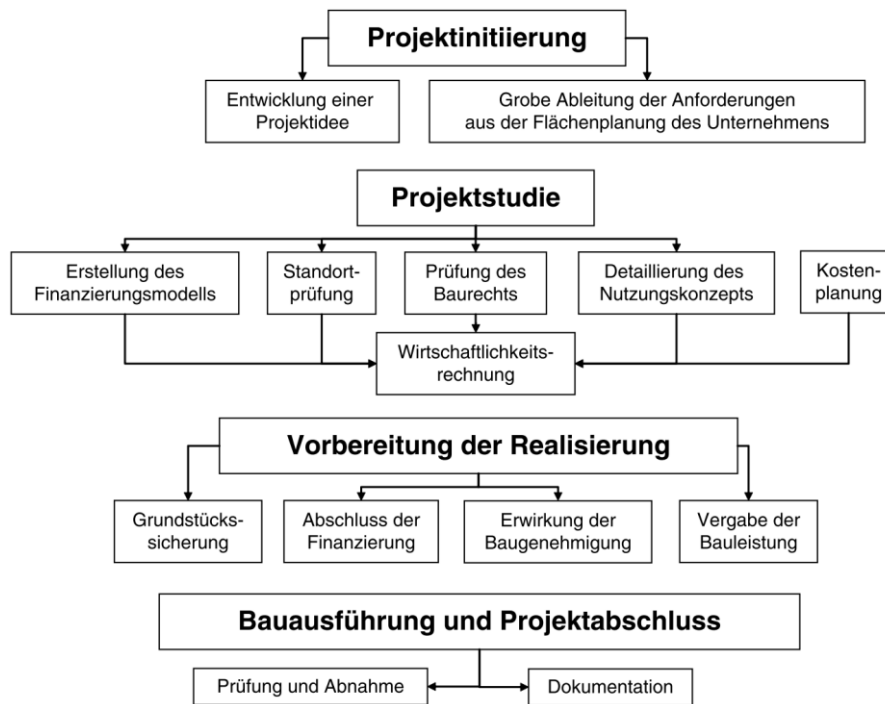 Projektinitiierung
Entwicklung einer
Projektidee
Grobe Ableitung der Anforderungen
aus der Flächenplanung des Unternehmens
Projektstudie
Erstellung des
Finanzierungsmodells
Standort-
prüfung
Prüfung des
Baurechts
Detaillierung des
Nutzungskonzepts
Kosten-
planung
Wirtschaftlichkeits-
rechnung
Vorbereitung der Realisierung
Grundstücks-
sicherung
Abschluss der
Finanzierung
Erwirkung der
Baugenehmigung
Vergabe der
Bauleistung
Bauausführung und Projektabschluss
Prüfung und Abnahme
Dokumentation